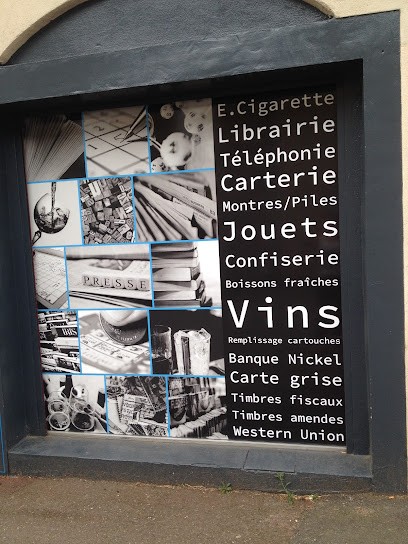 E.Cigarette
Librairie
Téléphonie
Carterie
Montres/Piles
Jouets
Confiserie
Boissons fraîches
Vins
Remplissage cartouches
Banque Nickel
Carte grise
Timbres fiscaux
Timbres amendes
Western Union
PRESSE